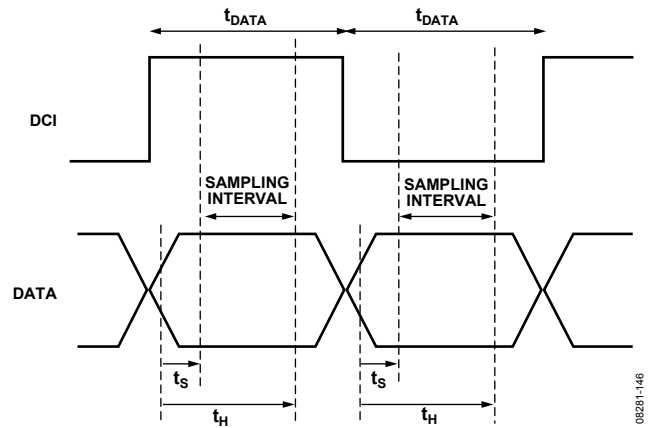 tDATA tDATA
DCI
SAMPLING INTERVAL
SAMPLING INTERVAL
DATA
tS tS
tH tH
08281-146